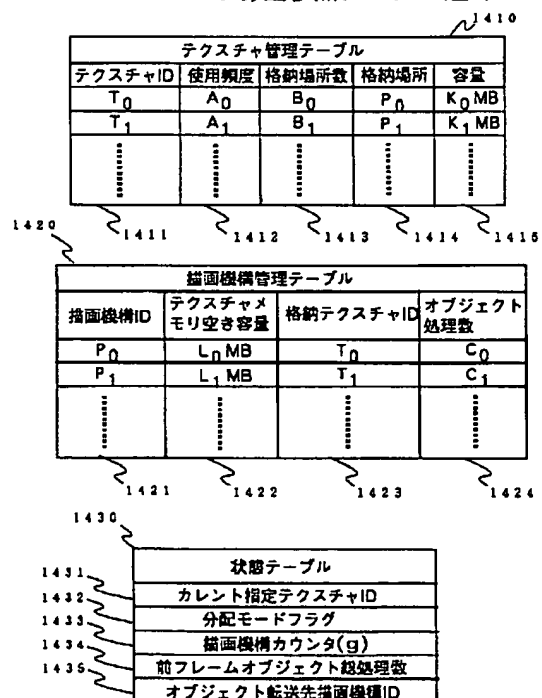 1410
テクスチャ管理テーブル
テクスチャID 使用頻度 格納場所数 格納場所 容量
T0 A0 B0 P0 K0 MB
T1 A1 B1 P1 K1 MB
1411 1412 1413 1414 1415
1420
描画機構管理テーブル
描画機構ID テクスチャメモリ空き容量 格納テクスチャID オブジェクト処理数
P0 L0 MB T0 C0
P1 L1 MB T1 C1
1421 1422 1423 1424
1430
状態テーブル
1431 カレント指定テクスチャID
1432 分配モードフラグ
1433 描画機構カウンタ(g)
1434 前フレームオブジェクト総処理数
1435 オブジェクト転送先描画機構ID